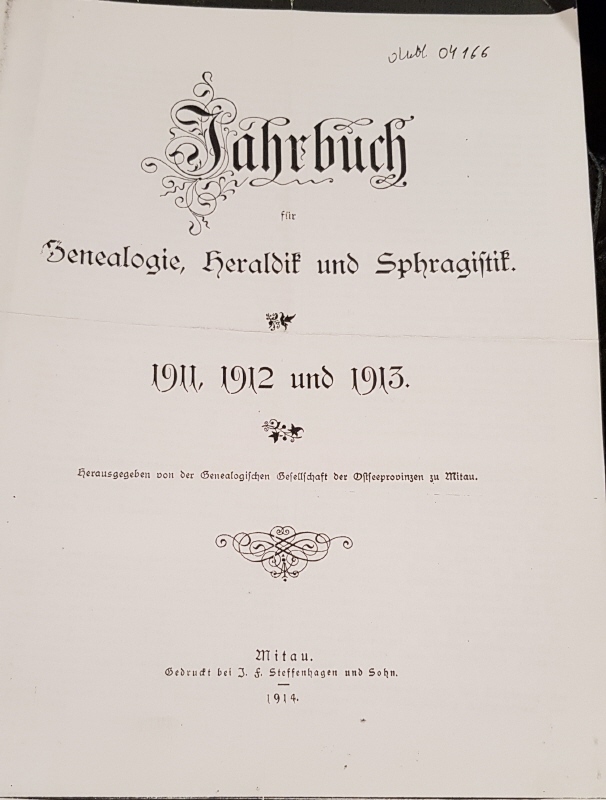 04166
Jahrbuch
für
Genealogie, Heraldik und Sphragistik.
1911, 1912 und 1913.
Herausgegeben von der Genealogischen Gesellschaft der Ostseeprovinzen zu Mitau.
Mitau.
Gedruckt bei J. F. Steffenhagen und Sohn.
1914.